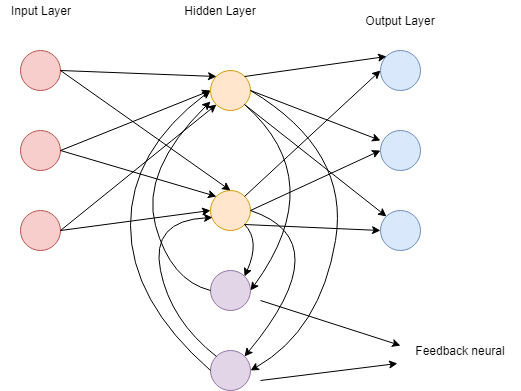 Input Layer
Hidden Layer
Output Layer
Feedback neural